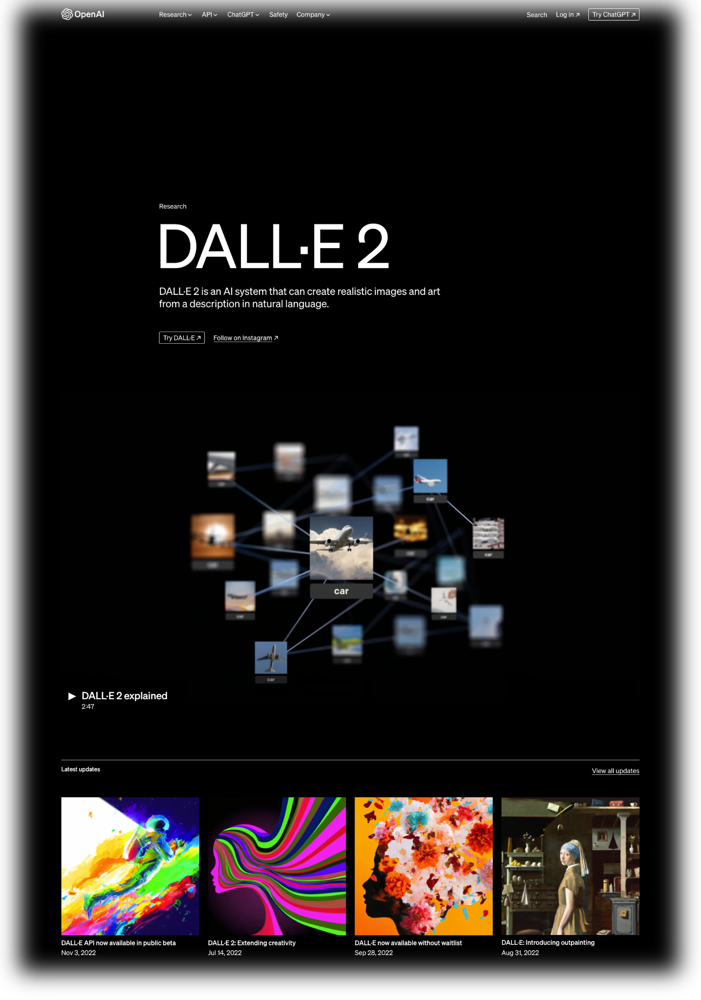 OpenAI
Research API ChatGPT Safety Company
Search Log in Try ChatGPT
Research
DALL·E 2
DALL·E 2 is an AI system that can create realistic images and art
from a description in natural language.
Try DALL·E Follow on Instagram
car
car
car
car
car
car
DALL·E 2 explained
2:47
Latest updates
View all updates
DALL·E API now available in public beta
Nov 3, 2022
DALL·E 2: Extending creativity
Jul 14, 2022
DALL·E now available without waitlist
Sep 28, 2022
DALL·E: Introducing outpainting
Aug 31, 2022